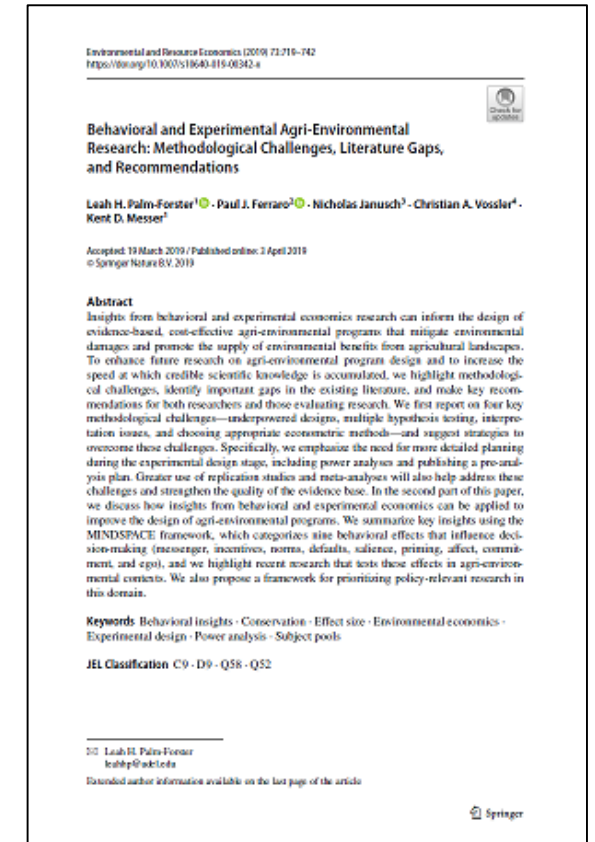 Environmental and Resource Economics (2019) 73:719–742
https://doi.org/10.1007/s10640-019-00342-x
Check for
updates
Behavioral and Experimental Agri-Environmental
Research: Methodological Challenges, Literature Gaps,
and Recommendations
Leah H. Palm-Forster¹ · Paul J. Ferraro² · Nicholas Janusch³ · Christian A. Vossler⁴ ·
Kent D. Messer¹
Accepted: 19 March 2019 / Published online: 3 April 2019
© Springer Nature B.V. 2019
Abstract
Insights from behavioral and experimental economics research can inform the design of
evidence-based, cost-effective agri-environmental programs that mitigate environmental
damages and promote the supply of environmental benefits from agricultural landscapes.
To enhance future research on agri-environmental program design and to increase the
speed at which credible scientific knowledge is accumulated, we highlight methodologi-
cal challenges, identify important gaps in the existing literature, and make key recom-
mendations for both researchers and those evaluating research. We first report on four key
methodological challenges—underpowered designs, multiple hypothesis testing, interpre-
tation issues, and choosing appropriate econometric methods—and suggest strategies to
overcome these challenges. Specifically, we emphasize the need for more detailed planning
during the experimental design stage, including power analyses and publishing a pre-anal-
ysis plan. Greater use of replication studies and meta-analyses will also help address these
challenges and strengthen the quality of the evidence base. In the second part of this paper,
we discuss how insights from behavioral and experimental economics can be applied to
improve the design of agri-environmental programs. We summarize key insights using the
MINDSPACE framework, which categorizes nine behavioral effects that influence deci-
sion-making (messenger, incentives, norms, defaults, salience, priming, affect, commit-
ment, and ego), and we highlight recent research that tests these effects in agri-environ-
mental contexts. We also propose a framework for prioritizing policy-relevant research in
this domain.
Keywords Behavioral insights · Conservation · Effect size · Environmental economics ·
Experimental design · Power analysis · Subject pools
JEL Classification C9 · D9 · Q58 · Q52
✉ Leah H. Palm-Forster
leahhp@udel.edu
Extended author information available on the last page of the article
Springer